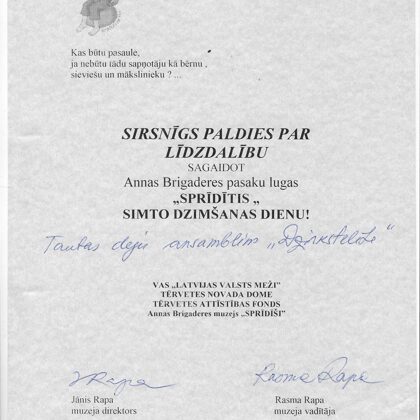 Kas būtu pasaule,
ja nebūtu tādu sapņotāju kā bērnu ,
sieviešu un mākslinieku ? ...
SIRSNĪGS PALDIES PAR
LĪDZDALĪBU
SAGAIDOT
Annas Brigaderes pasaku lugas
„SPRĪDĪTIS „
SIMTO DZIMŠANAS DIENU!
Tautas deju ansamblim „Dzirkstelīte”
VAS „LATVIJAS VALSTS MEŽI”
TĒRVETES NOVADA DOME
TĒRVETES ATTĪSTĪBAS FONDS
Annas Brigaderes muzejs „SPRĪDĪŠI”
JRapa Rasma Rapa
Jānis Rapa Rasma Rapa
muzeja direktors muzeja vadītāja